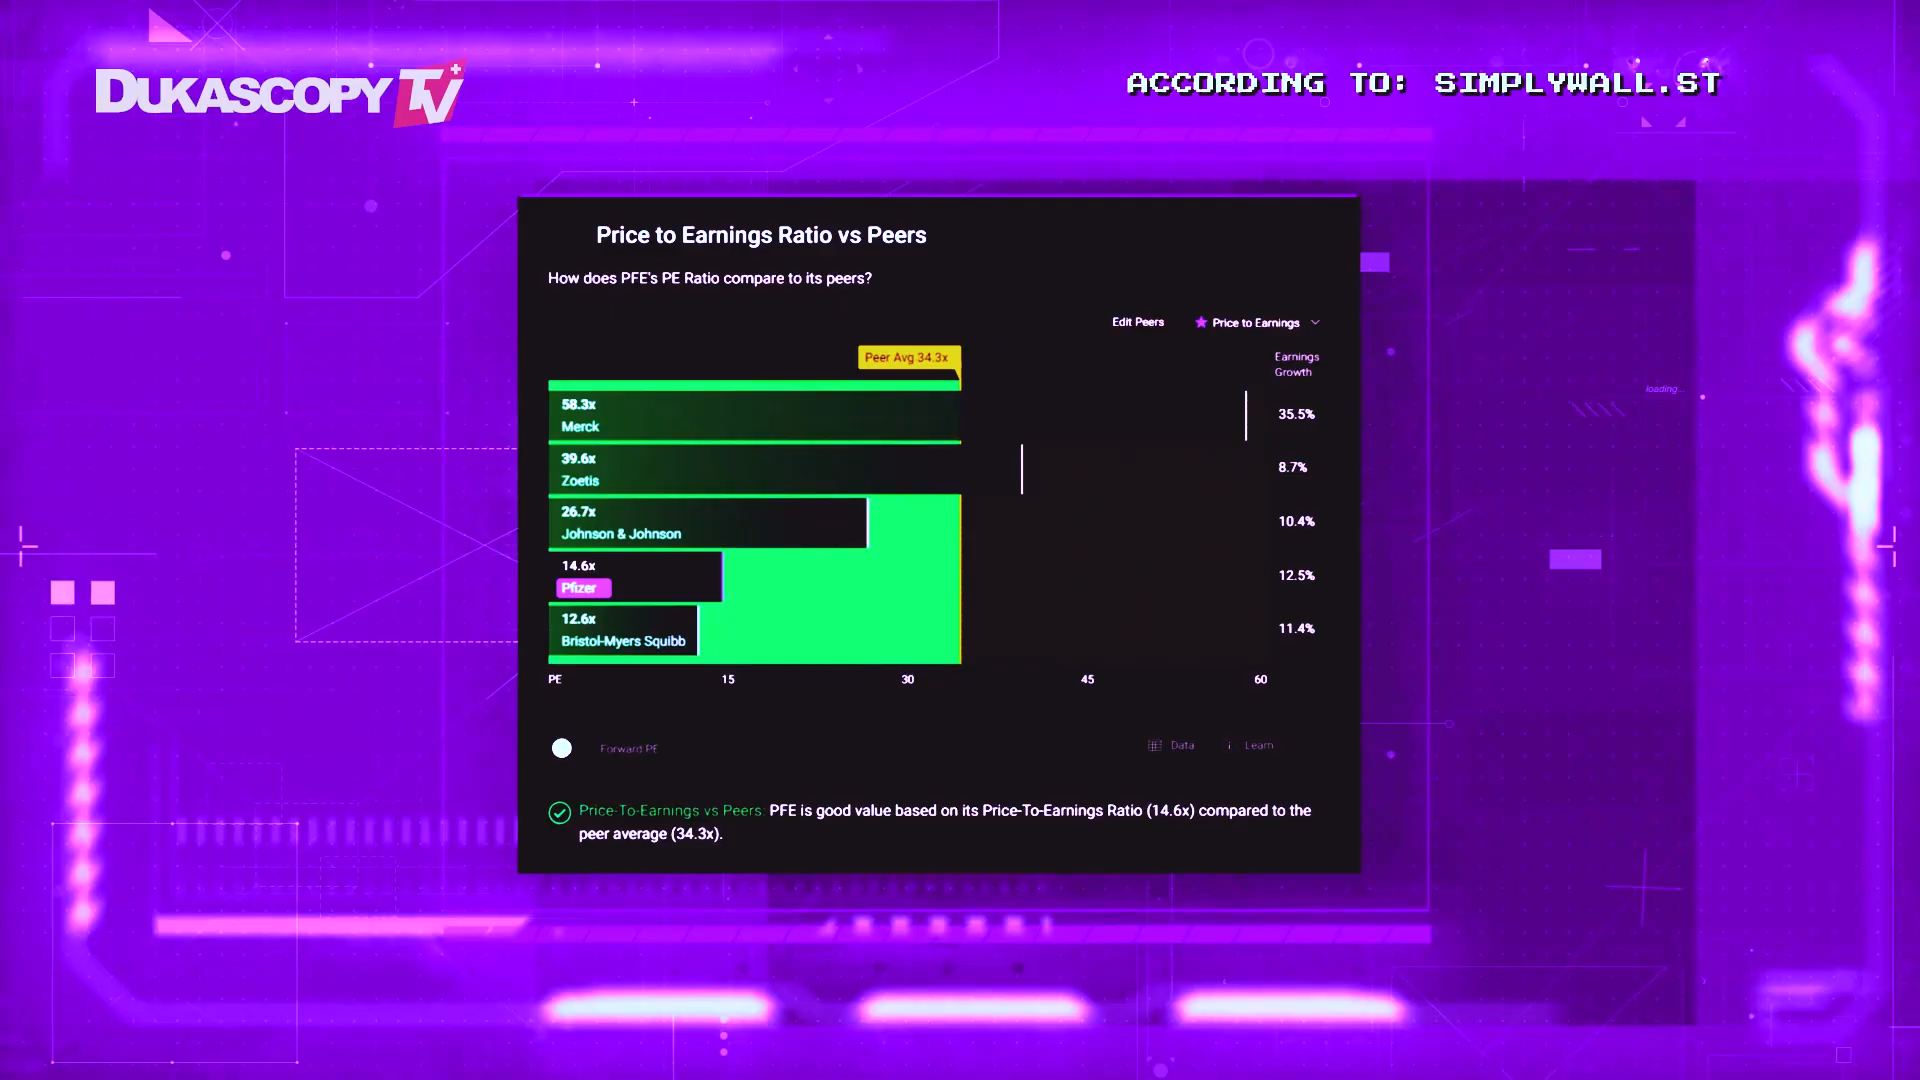 DUKASCOPY TV
ACCORDING TO: SIMPLYWALL.ST
Price to Earnings Ratio vs Peers
How does PFE's PE Ratio compare to its peers?
Edit Peers
Price to Earnings
Peer Avg 34.3x
Earnings
Growth
58.3x
Merck
35.5%
39.6x
Zoetis
8.7%
26.7x
Johnson & Johnson
10.4%
14.6x
Pfizer
12.5%
12.6x
Bristol-Myers Squibb
11.4%
PE 15 30 45 60
Forward PE
Data
Learn
Price-To-Earnings vs Peers: PFE is good value based on its Price-To-Earnings Ratio (14.6x) compared to the
peer average (34.3x).
loading...